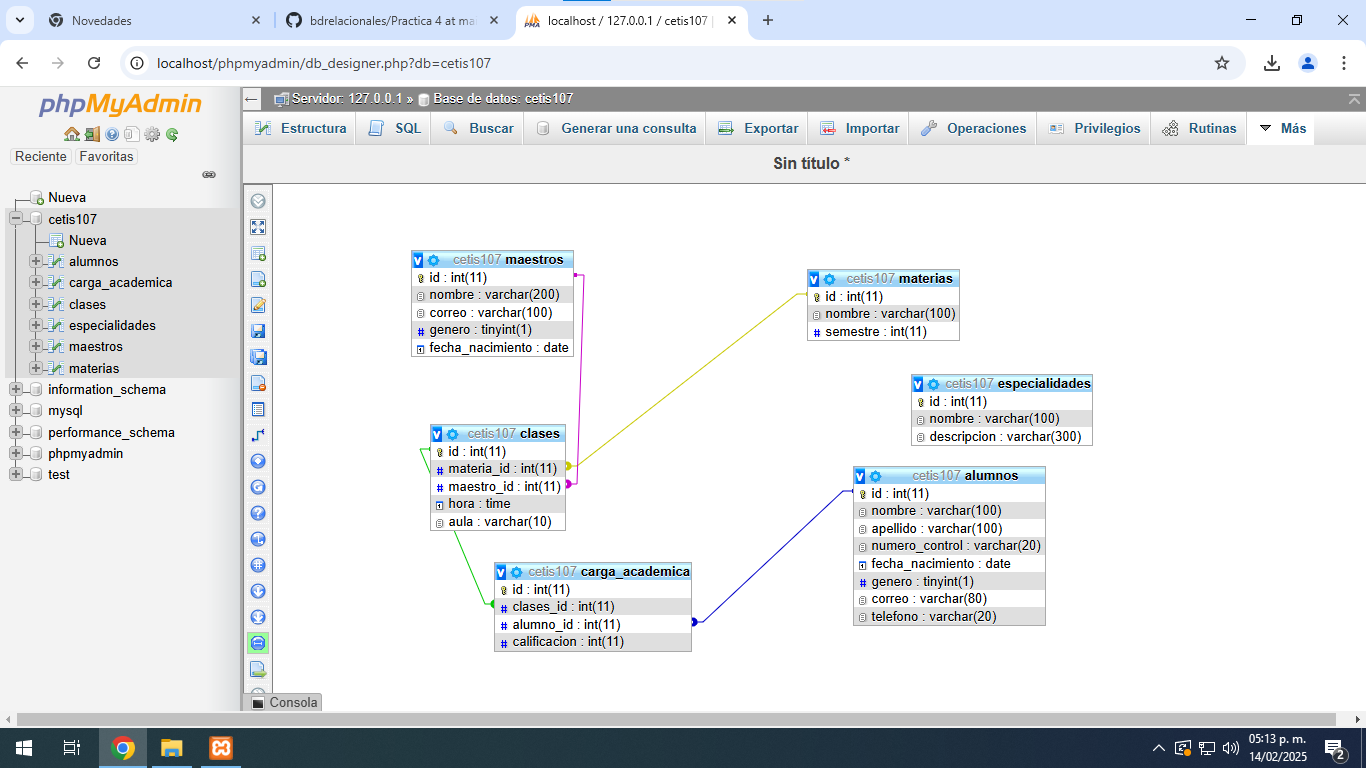 Novedades
bdrelacionales/Practica 4 at ma
localhost / 127.0.0.1 / cetis107 |
localhost/phpmyadmin/db_designer.php?db=cetis107
phpMyAdmin
Reciente
Favoritas
Nueva
cetis107
Nueva
alumnos
carga_academica
clases
especialidades
maestros
materias
information_schema
mysql
performance_schema
phpmyadmin
test
Servidor: 127.0.0.1 » Base de datos: cetis107
Estructura
SQL
Buscar
Generar una consulta
Exportar
Importar
Operaciones
Privilegios
Rutinas
Más
Sin título *
cetis107 maestros
id : int(11)
nombre : varchar(200)
correo : varchar(100)
genero : tinyint(1)
fecha_nacimiento : date
cetis107 materias
id : int(11)
nombre : varchar(100)
semestre : int(11)
cetis107 especialidades
id : int(11)
nombre : varchar(100)
descripcion : varchar(300)
cetis107 clases
id : int(11)
materia_id : int(11)
maestro_id : int(11)
hora : time
aula : varchar(10)
cetis107 alumnos
id : int(11)
nombre : varchar(100)
apellido : varchar(100)
numero_control : varchar(20)
fecha_nacimiento : date
genero : tinyint(1)
correo : varchar(80)
telefono : varchar(20)
cetis107 carga_academica
id : int(11)
clases_id : int(11)
alumno_id : int(11)
calificacion : int(11)
Consola
05:13 p. m.
14/02/2025
2